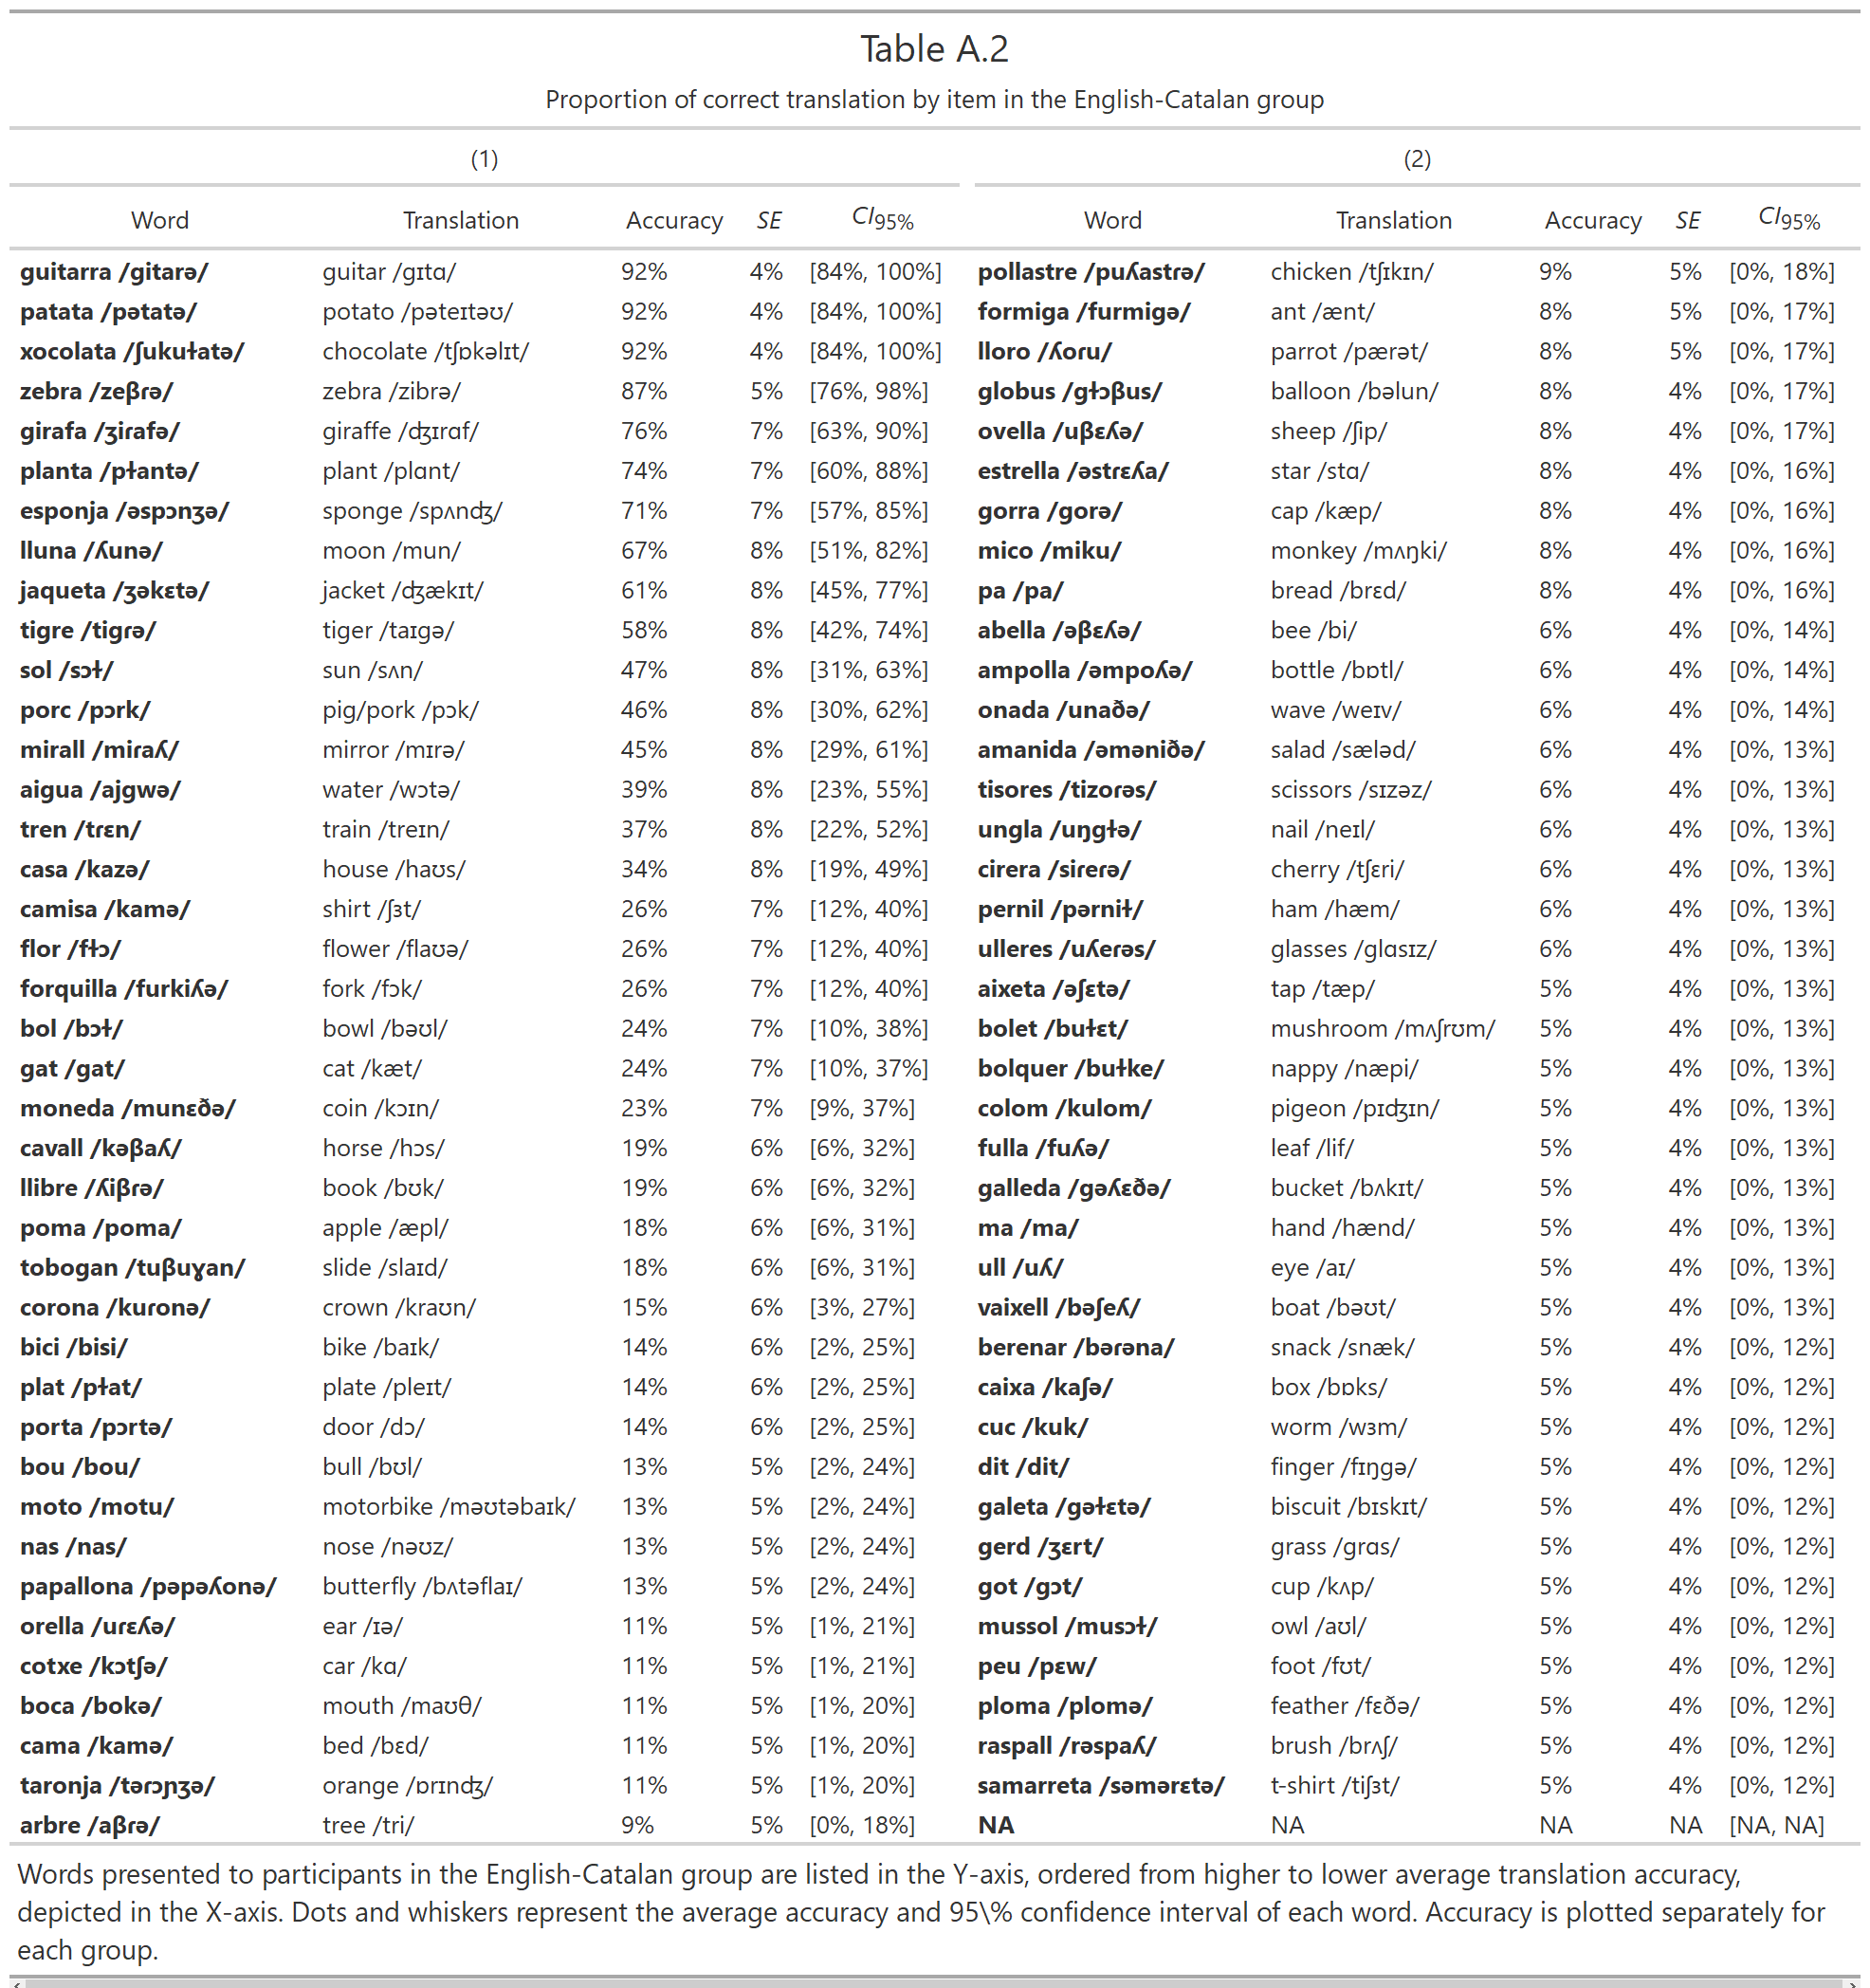 Table A.2
Proportion of correct translation by item in the English-Catalan group
(1) (2)
Word Translation Accuracy SE CI95% Word Translation Accuracy SE CI95%
guitarra /gitarə/ guitar /gɪtɑ/ 92% 4% [84%, 100%] pollastre /puʎastɾə/ chicken /tʃɪkɪn/ 9% 5% [0%, 18%]
patata /pətatə/ potato /pəteɪtəʊ/ 92% 4% [84%, 100%] formiga /furmigə/ ant /ænt/ 8% 5% [0%, 17%]
xocolata /ʃukuɫatə/ chocolate /tʃɒkəlɪt/ 92% 4% [84%, 100%] lloro /ʎoɾu/ parrot /pærət/ 8% 5% [0%, 17%]
zebra /zeβɾə/ zebra /zibrə/ 87% 5% [76%, 98%] globus /gɫɔβus/ balloon /bəlun/ 8% 4% [0%, 17%]
girafa /ʒiɾafə/ giraffe /ʤɪrɑf/ 76% 7% [63%, 90%] ovella /uβɛʎə/ sheep /ʃip/ 8% 4% [0%, 17%]
planta /pɫantə/ plant /plɑnt/ 74% 7% [60%, 88%] estrella /əstɾɛʎa/ star /stɑ/ 8% 4% [0%, 16%]
esponja /əspɔnʒə/ sponge /spʌnʤ/ 71% 7% [57%, 85%] gorra /gorə/ cap /kæp/ 8% 4% [0%, 16%]
lluna /ʎunə/ moon /mun/ 67% 8% [51%, 82%] mico /miku/ monkey /mʌŋki/ 8% 4% [0%, 16%]
jaqueta /ʒəkɛtə/ jacket /ʤækɪt/ 61% 8% [45%, 77%] pa /pa/ bread /brɛd/ 8% 4% [0%, 16%]
tigre /tigɾə/ tiger /taɪgə/ 58% 8% [42%, 74%] abella /əβɛʎə/ bee /bi/ 6% 4% [0%, 14%]
sol /sɔɫ/ sun /sʌn/ 47% 8% [31%, 63%] ampolla /əmpoʎə/ bottle /bɒtl/ 6% 4% [0%, 14%]
porc /pɔrk/ pig/pork /pɔk/ 46% 8% [30%, 62%] onada /unaðə/ wave /weɪv/ 6% 4% [0%, 14%]
mirall /miɾaʎ/ mirror /mɪrə/ 45% 8% [29%, 61%] amanida /əməniðə/ salad /sæləd/ 6% 4% [0%, 13%]
aigua /ajgwə/ water /wɔtə/ 39% 8% [23%, 55%] tisores /tizoɾəs/ scissors /sɪzəz/ 6% 4% [0%, 13%]
tren /tɾɛn/ train /treɪn/ 37% 8% [22%, 52%] ungla /uŋgɫə/ nail /neɪl/ 6% 4% [0%, 13%]
casa /kazə/ house /haʊs/ 34% 8% [19%, 49%] cirera /siɾeɾə/ cherry /tʃɛri/ 6% 4% [0%, 13%]
camisa /kamə/ shirt /ʃɜt/ 26% 7% [12%, 40%] pernil /pərniɫ/ ham /hæm/ 6% 4% [0%, 13%]
flor /fɫɔ/ flower /flaʊə/ 26% 7% [12%, 40%] ulleres /uʎeɾəs/ glasses /glɑsɪz/ 6% 4% [0%, 13%]
forquilla /furkiʎə/ fork /fɔk/ 26% 7% [12%, 40%] aixeta /əʃɛtə/ tap /tæp/ 5% 4% [0%, 13%]
bol /bɔɫ/ bowl /bəʊl/ 24% 7% [10%, 38%] bolet /buɫɛt/ mushroom /mʌʃrʊm/ 5% 4% [0%, 13%]
gat /gat/ cat /kæt/ 24% 7% [10%, 37%] bolquer /buɫke/ nappy /næpi/ 5% 4% [0%, 13%]
moneda /munɛðə/ coin /kɔɪn/ 23% 7% [9%, 37%] colom /kulom/ pigeon /pɪʤɪn/ 5% 4% [0%, 13%]
cavall /kəβaʎ/ horse /hɔs/ 19% 6% [6%, 32%] fulla /fuʎə/ leaf /lif/ 5% 4% [0%, 13%]
llibre /ʎiβɾə/ book /bʊk/ 19% 6% [6%, 32%] galleda /gəʎɛðə/ bucket /bʌkɪt/ 5% 4% [0%, 13%]
poma /poma/ apple /æpl/ 18% 6% [6%, 31%] ma /ma/ hand /hænd/ 5% 4% [0%, 13%]
tobogan /tuβuɣan/ slide /slaɪd/ 18% 6% [6%, 31%] ull /uʎ/ eye /aɪ/ 5% 4% [0%, 13%]
corona /kuɾonə/ crown /kraʊn/ 15% 6% [3%, 27%] vaixell /bəʃeʎ/ boat /bəʊt/ 5% 4% [0%, 13%]
bici /bisi/ bike /baɪk/ 14% 6% [2%, 25%] berenar /bəɾəna/ snack /snæk/ 5% 4% [0%, 12%]
plat /pɫat/ plate /pleɪt/ 14% 6% [2%, 25%] caixa /kaʃə/ box /bɒks/ 5% 4% [0%, 12%]
porta /pɔrtə/ door /dɔ/ 14% 6% [2%, 25%] cuc /kuk/ worm /wɜm/ 5% 4% [0%, 12%]
bou /bou/ bull /bʊl/ 13% 5% [2%, 24%] dit /dit/ finger /fɪŋgə/ 5% 4% [0%, 12%]
moto /motu/ motorbike /məʊtəbaɪk/ 13% 5% [2%, 24%] galeta /gəɫɛtə/ biscuit /bɪskɪt/ 5% 4% [0%, 12%]
nas /nas/ nose /nəʊz/ 13% 5% [2%, 24%] gerd /ʒɛrt/ grass /grɑs/ 5% 4% [0%, 12%]
papallona /pəpəʎonə/ butterfly /bʌtəflaɪ/ 13% 5% [2%, 24%] got /gɔt/ cup /kʌp/ 5% 4% [0%, 12%]
orella /uɾɛʎə/ ear /ɪə/ 11% 5% [1%, 21%] mussol /musɔɫ/ owl /aʊl/ 5% 4% [0%, 12%]
cotxe /kɔtʃə/ car /kɑ/ 11% 5% [1%, 21%] peu /pɛw/ foot /fʊt/ 5% 4% [0%, 12%]
boca /bokə/ mouth /maʊθ/ 11% 5% [1%, 20%] ploma /plomə/ feather /fɛðə/ 5% 4% [0%, 12%]
cama /kamə/ bed /bɛd/ 11% 5% [1%, 20%] raspall /rəspaʎ/ brush /brʌʃ/ 5% 4% [0%, 12%]
taronja /təɾɔɲʒə/ orange /ɒrɪnʤ/ 11% 5% [1%, 20%] samarreta /səmərɛtə/ t-shirt /tiʃɜt/ 5% 4% [0%, 12%]
arbre /aβɾə/ tree /tri/ 9% 5% [0%, 18%] NA NA NA NA [NA, NA]
Words presented to participants in the English-Catalan group are listed in the Y-axis, ordered from higher to lower average translation accuracy,
depicted in the X-axis. Dots and whiskers represent the average accuracy and 95\% confidence interval of each word. Accuracy is plotted separately for
each group.